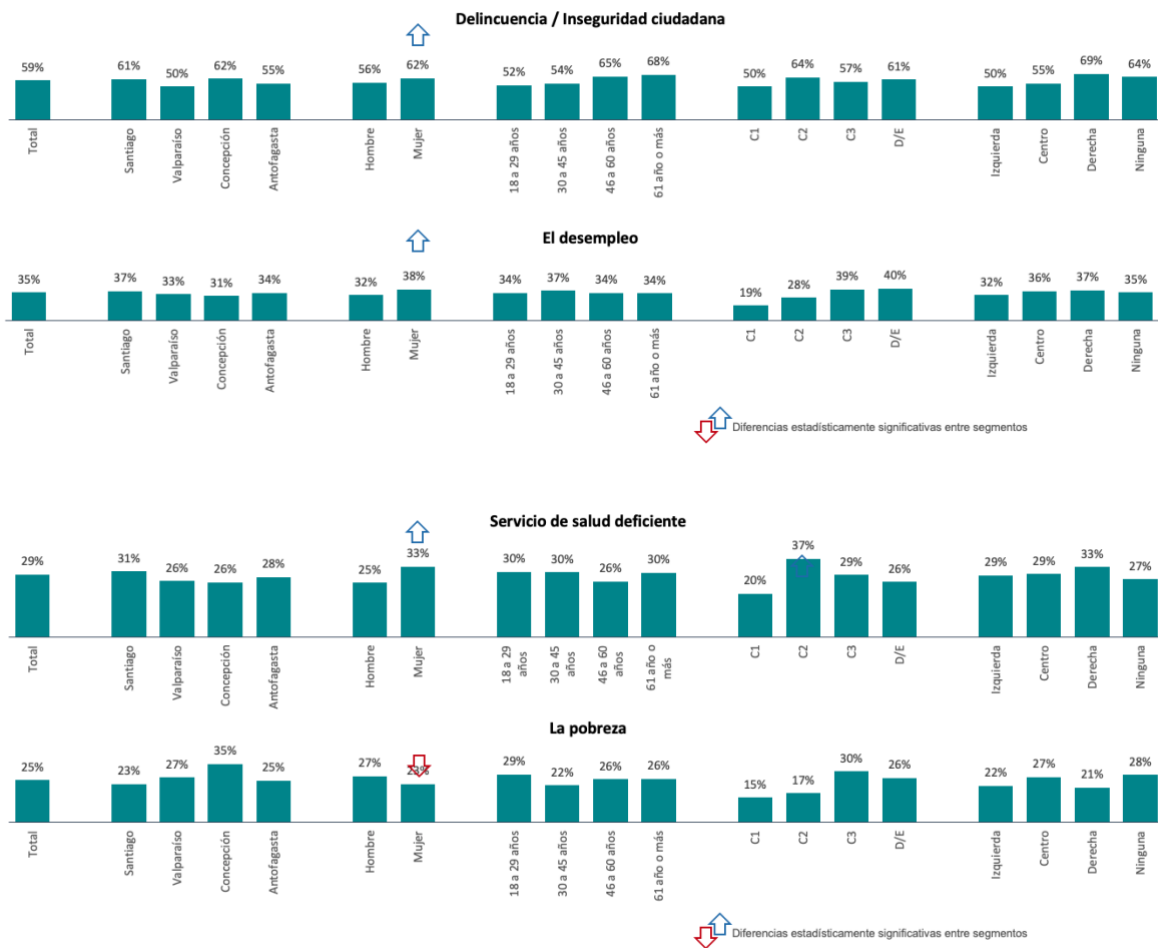 Delincuencia / Inseguridad ciudadana
59% 61% 50% 62% 55% 56% 62% 52% 54% 65% 68% 50% 64% 57% 61% 50% 55% 69% 64%
Total Santiago Valparaíso Concepción Antofagasta Hombre Mujer 18 a 29 años 30 a 45 años 46 a 60 años 61 año o más C1 C2 C3 D/E Izquierda Centro Derecha Ninguna
El desempleo
35% 37% 33% 31% 34% 32% 38% 34% 37% 34% 34% 19% 28% 39% 40% 32% 36% 37% 35%
Total Santiago Valparaíso Concepción Antofagasta Hombre Mujer 18 a 29 años 30 a 45 años 46 a 60 años 61 año o más C1 C2 C3 D/E Izquierda Centro Derecha Ninguna
Diferencias estadísticamente significativas entre segmentos
Servicio de salud deficiente
29% 31% 26% 26% 28% 25% 33% 30% 30% 26% 30% 20% 37% 29% 26% 29% 29% 33% 27%
Total Santiago Valparaíso Concepción Antofagasta Hombre Mujer 18 a 29 años 30 a 45 años 46 a 60 años 61 año o más C1 C2 C3 D/E Izquierda Centro Derecha Ninguna
La pobreza
25% 23% 27% 35% 25% 27% 23% 29% 22% 26% 26% 15% 17% 30% 26% 22% 27% 21% 28%
Total Santiago Valparaíso Concepción Antofagasta Hombre Mujer 18 a 29 años 30 a 45 años 46 a 60 años 61 año o más C1 C2 C3 D/E Izquierda Centro Derecha Ninguna
Diferencias estadísticamente significativas entre segmentos